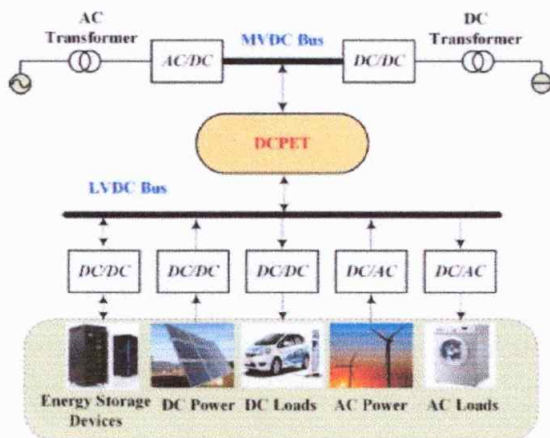 AC
Transformer
DC
Transformer
MVDC Bus
AC/DC
DC/DC
DCPET
LVDC Bus
DC/DC
DC/DC
DC/DC
DC/AC
DC/AC
Energy Storage
Devices
DC Power
DC Loads
AC Power
AC Loads